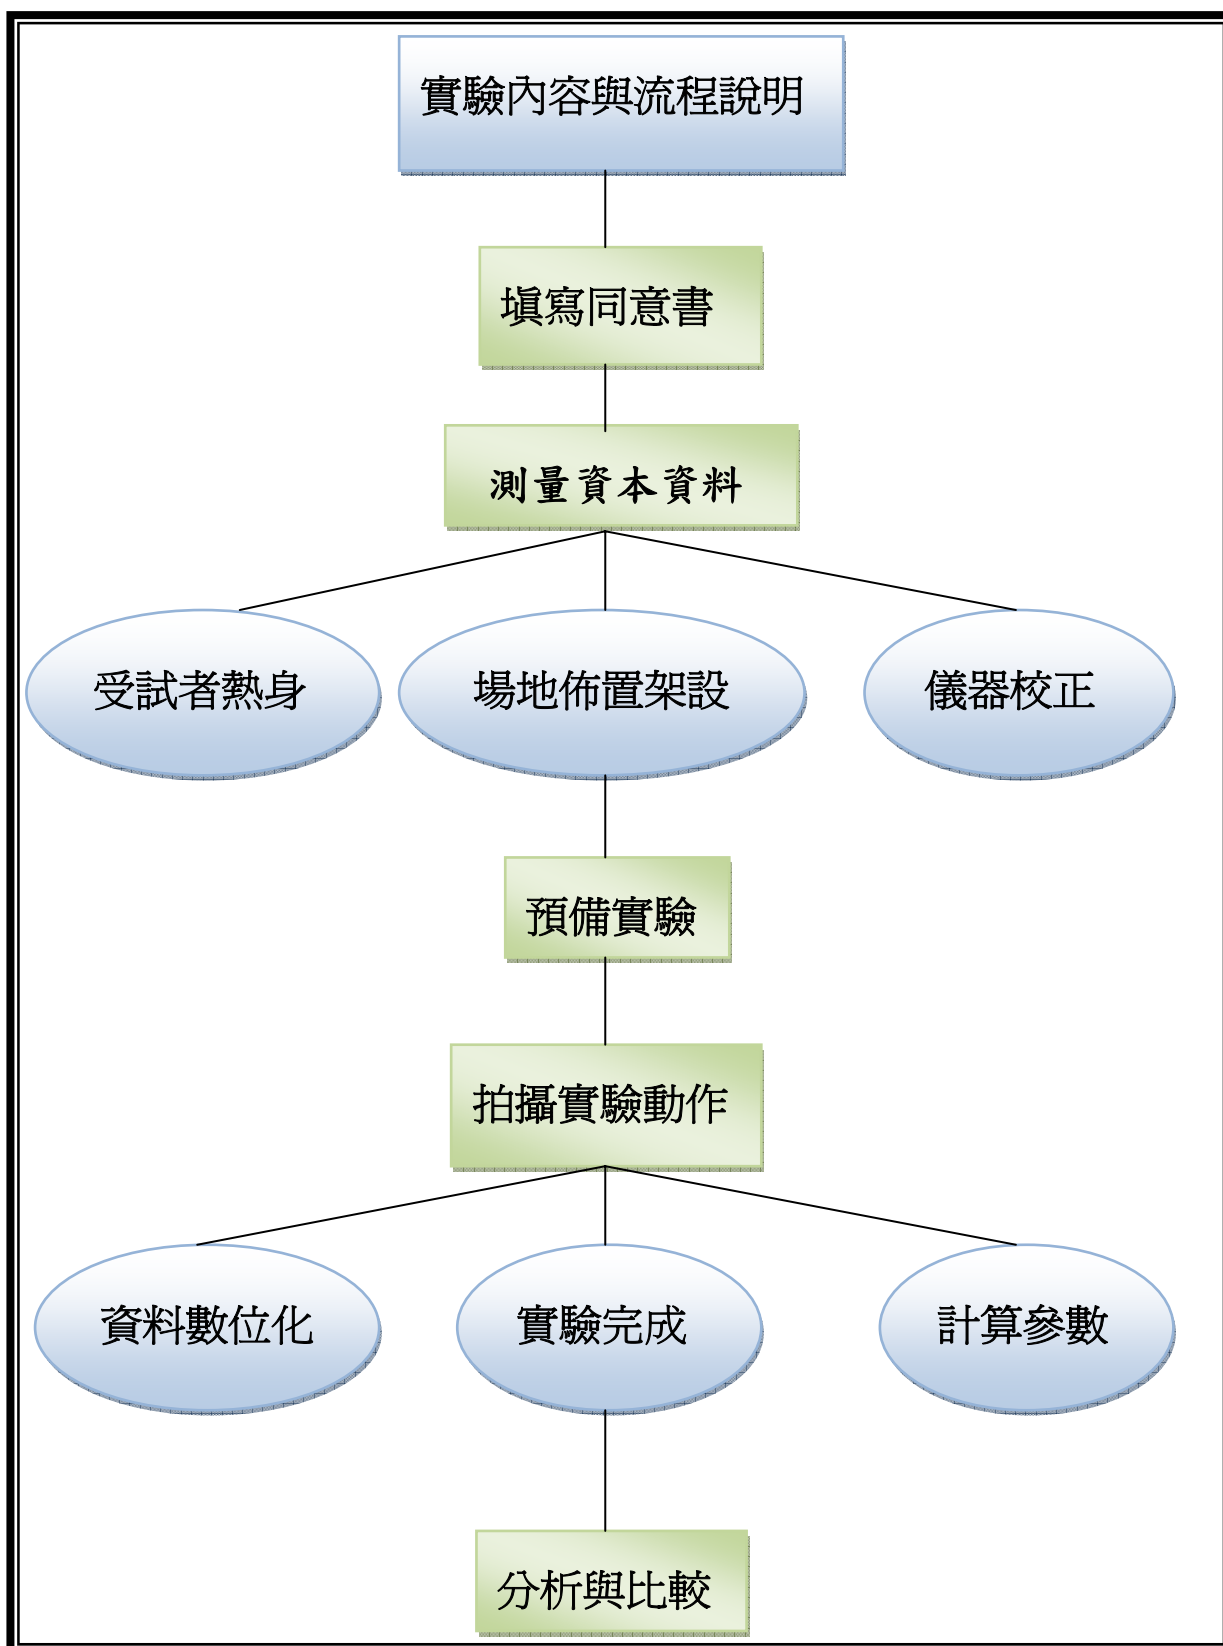 實驗內容與流程說明
填寫同意書
測量資本資料
受試者熱身
場地佈置架設
儀器校正
預備實驗
拍攝實驗動作
資料數位化
實驗完成
計算參數
分析與比較